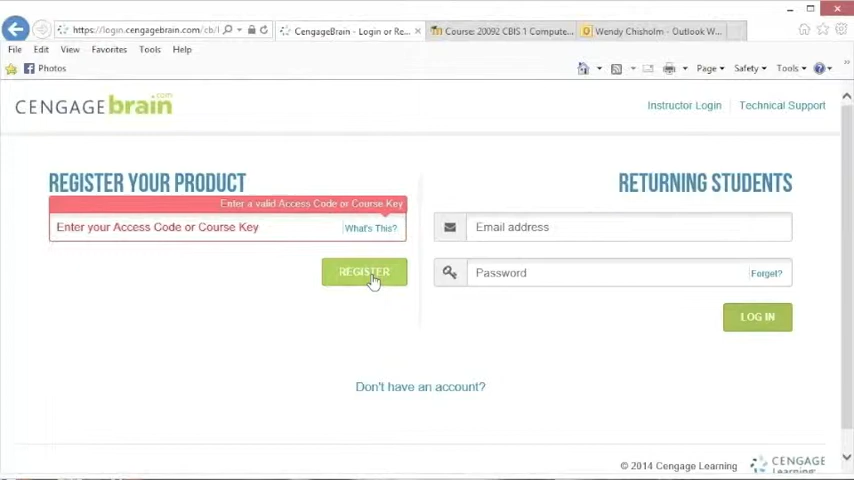 https://login.cengagebrain.com/cb/l
CengageBrain - Login or Re...
Course: 20092 CBIS 1 Compute...
Wendy Chisholm - Outlook W...
File Edit View Favorites Tools Help
Photos
Page Safety Tools
CENGAGEbrain.com
Instructor Login Technical Support
REGISTER YOUR PRODUCT
RETURNING STUDENTS
Enter a valid Access Code or Course Key
Enter your Access Code or Course Key What's This?
Email address
REGISTER
Password Forget?
LOG IN
Don't have an account?
© 2014 Cengage Learning
CENGAGE
Learning